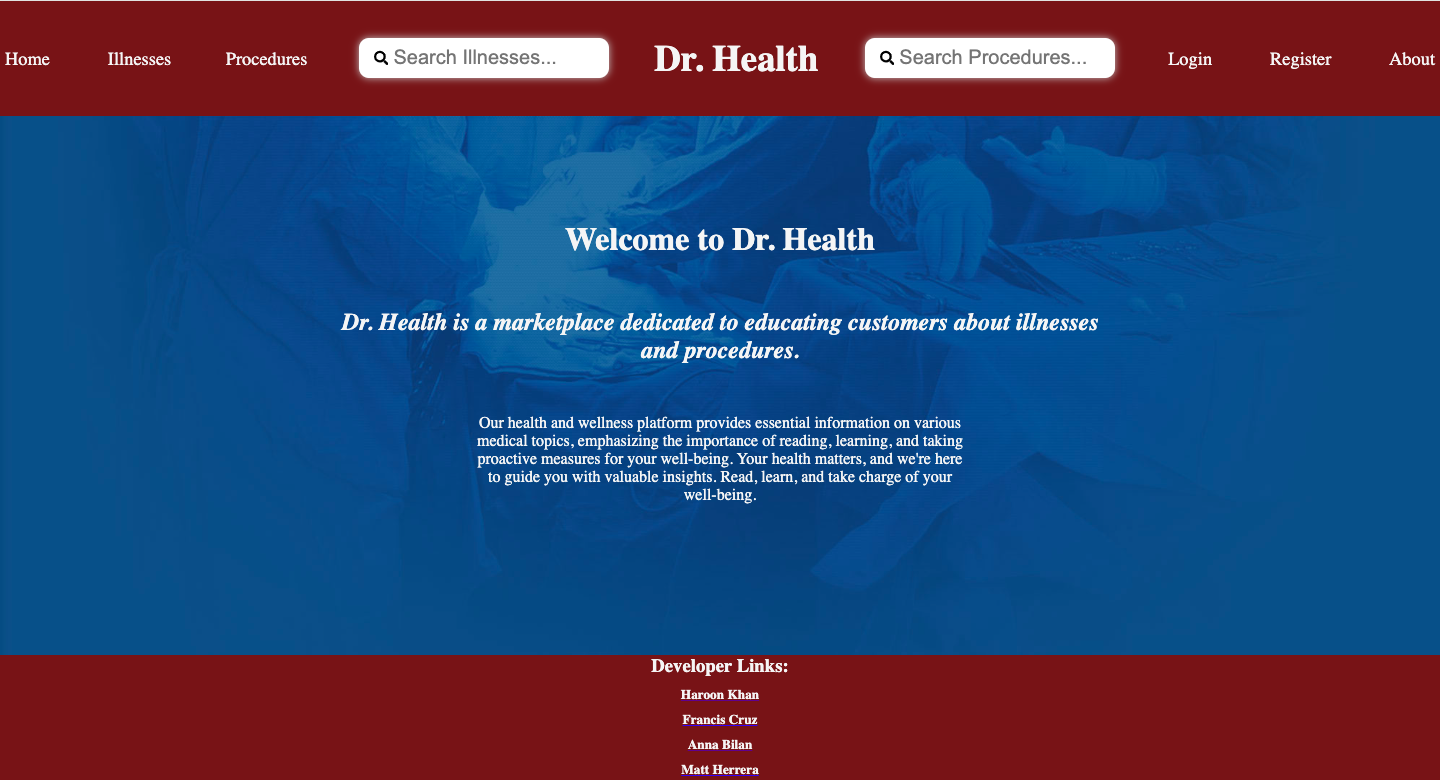 Home
Illnesses
Procedures
Search Illnesses...
Dr. Health
Search Procedures...
Login
Register
About
Welcome to Dr. Health
Dr. Health is a marketplace dedicated to educating customers about illnesses
and procedures.
Our health and wellness platform provides essential information on various
medical topics, emphasizing the importance of reading, learning, and taking
proactive measures for your well-being. Your health matters, and we're here
to guide you with valuable insights. Read, learn, and take charge of your
well-being.
Developer Links:
Haroon Khan
Francis Cruz
Anna Bilan
Matt Herrera